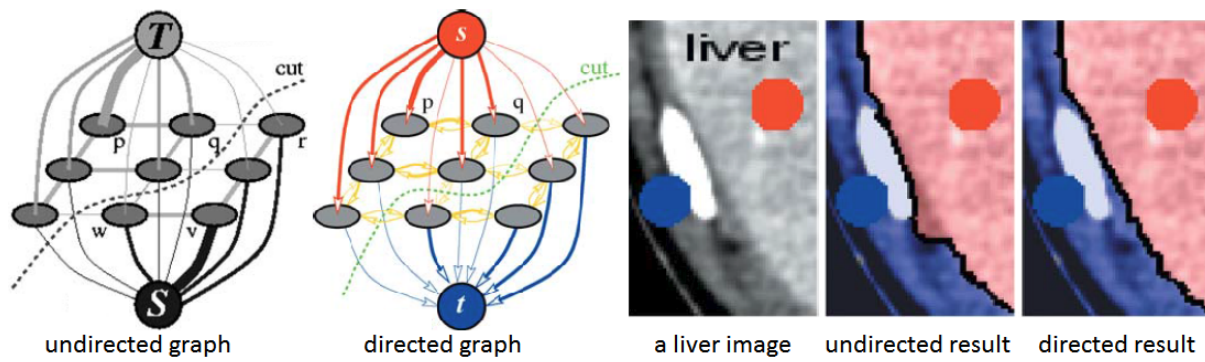 T
cut
p
q
r
w
v
S
undirected graph
s
cut
p
q
t
directed graph
liver
a liver image
undirected result
directed result